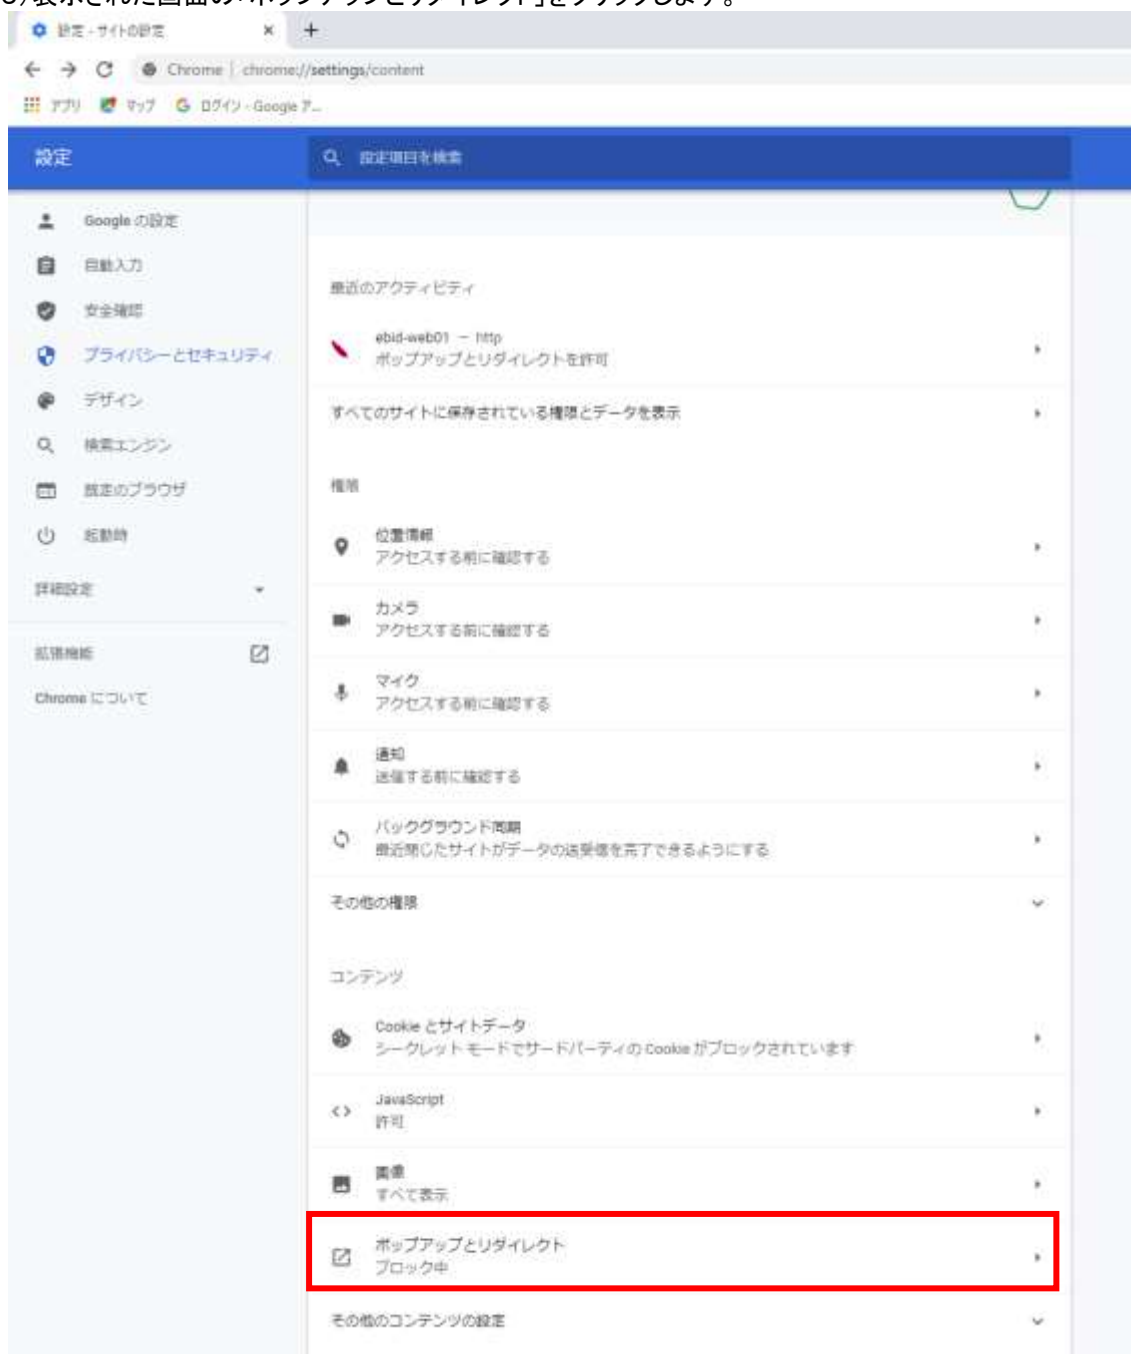 表示された画面の「ポップアップとリダイレクト」をクリックします。
設定 - サイトの設定 × +
Chrome | chrome://settings/content
アプリ マップ ログイン - Google ア...
設定
設定項目を検索
Google の設定
自動入力
安全確認
プライバシーとセキュリティ
デザイン
検索エンジン
既定のブラウザ
起動時
詳細設定
拡張機能
Chrome について
最近のアクティビティ
ebid-web01 – http
ポップアップとリダイレクトを許可
すべてのサイトに保存されている権限とデータを表示
権限
位置情報
アクセスする前に確認する
カメラ
アクセスする前に確認する
マイク
アクセスする前に確認する
通知
送信する前に確認する
バックグラウンド同期
最近閉じたサイトがデータの送受信を完了できるようにする
その他の権限
コンテンツ
Cookie とサイトデータ
シークレット モードでサードパーティの Cookie がブロックされています
JavaScript
許可
画像
すべて表示
ポップアップとリダイレクト
ブロック中
その他のコンテンツの設定